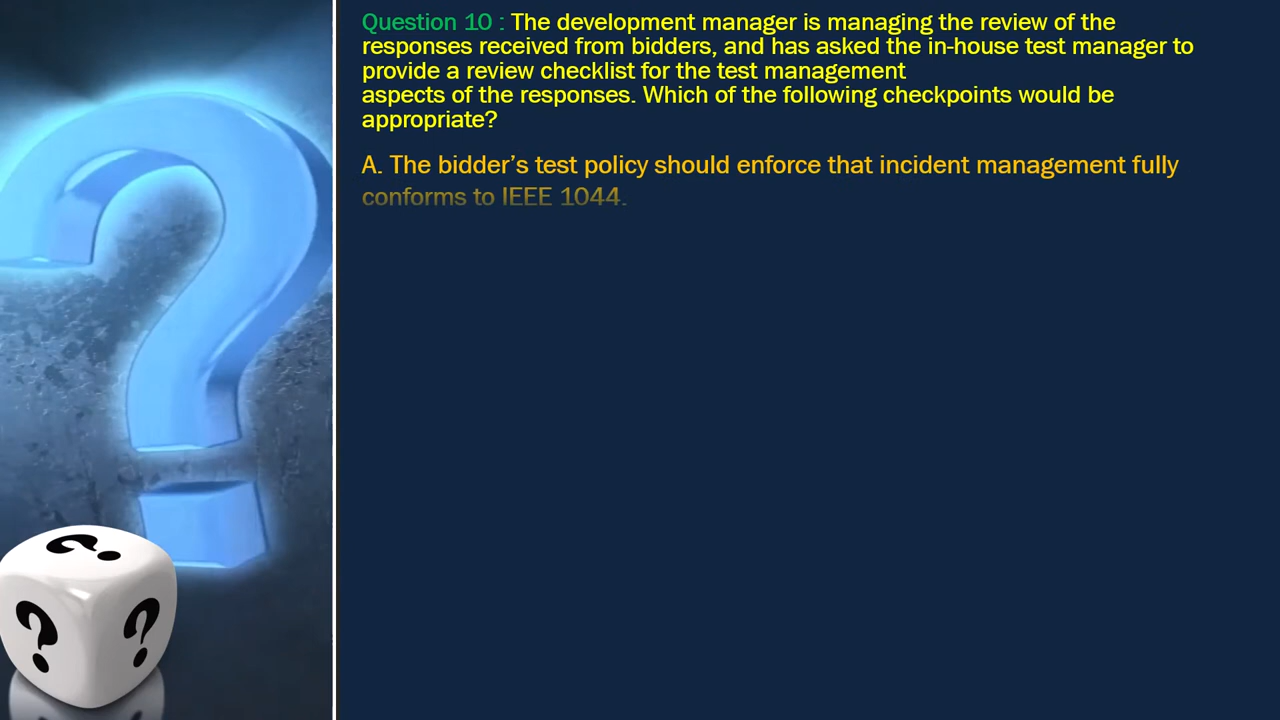 Question 10 : The development manager is managing the review of the
responses received from bidders, and has asked the in-house test manager to
provide a review checklist for the test management
aspects of the responses. Which of the following checkpoints would be
appropriate?
A. The bidder’s test policy should enforce that incident management fully
conforms to IEEE 1044.